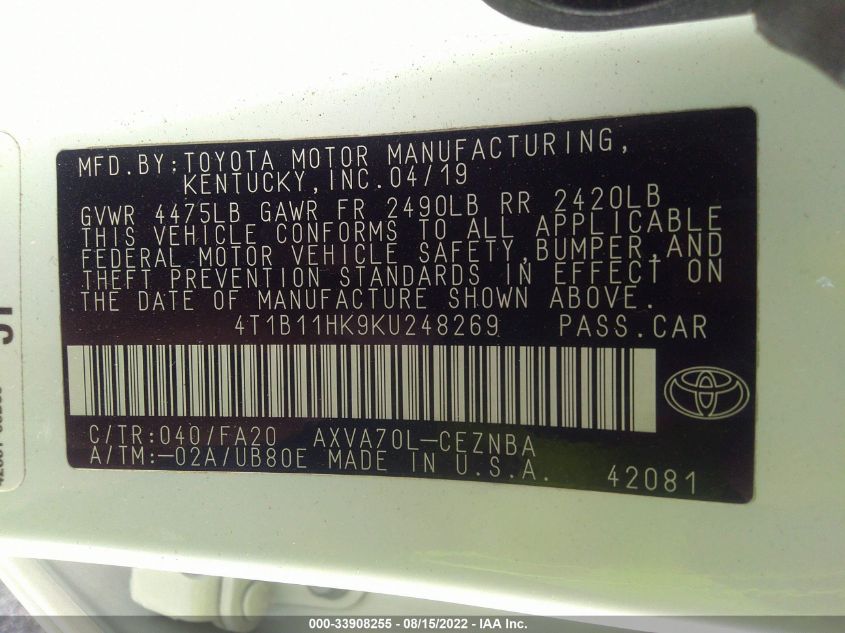 MFD.BY:TOYOTA MOTOR MANUFACTURING,
KENTUCKY,INC.04/19
GVWR 4475LB GAWR FR 2490LB RR 2420LB
THIS VEHICLE CONFORMS TO ALL APPLICABLE
FEDERAL MOTOR VEHICLE SAFETY,BUMPER,AND
THEFT PREVENTION STANDARDS IN EFFECT ON
THE DATE OF MANUFACTURE SHOWN ABOVE.
4T1B11HK9KU248269 PASS.CAR
C/TR:040/FA20 AXVA70L-CEZNBA
A/TM:-02A/UB80E MADE IN U.S.A. 42081
000-33908255 - 08/15/2022 - IAA Inc.